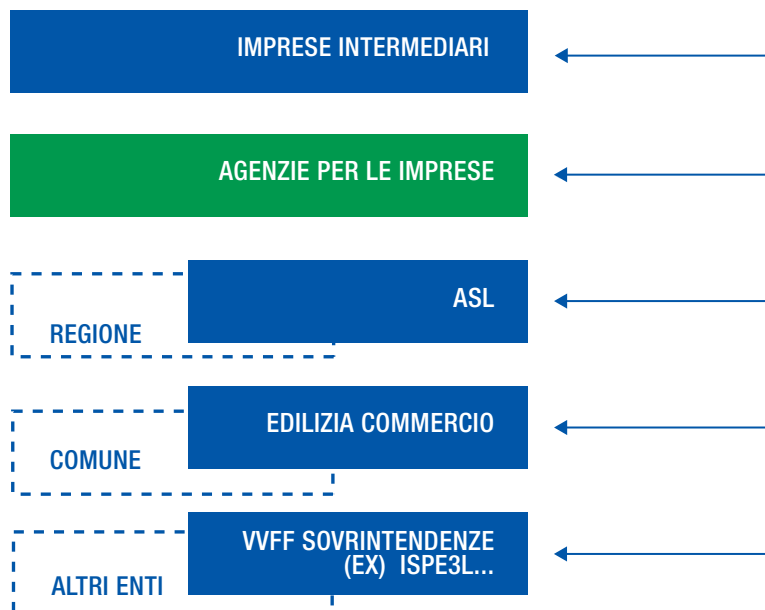 IMPRESE INTERMEDIARI
AGENZIE PER LE IMPRESE
ASL
REGIONE
EDILIZIA COMMERCIO
COMUNE
VVFF SOVRINTENDENZE
(EX) ISPE3L...
ALTRI ENTI